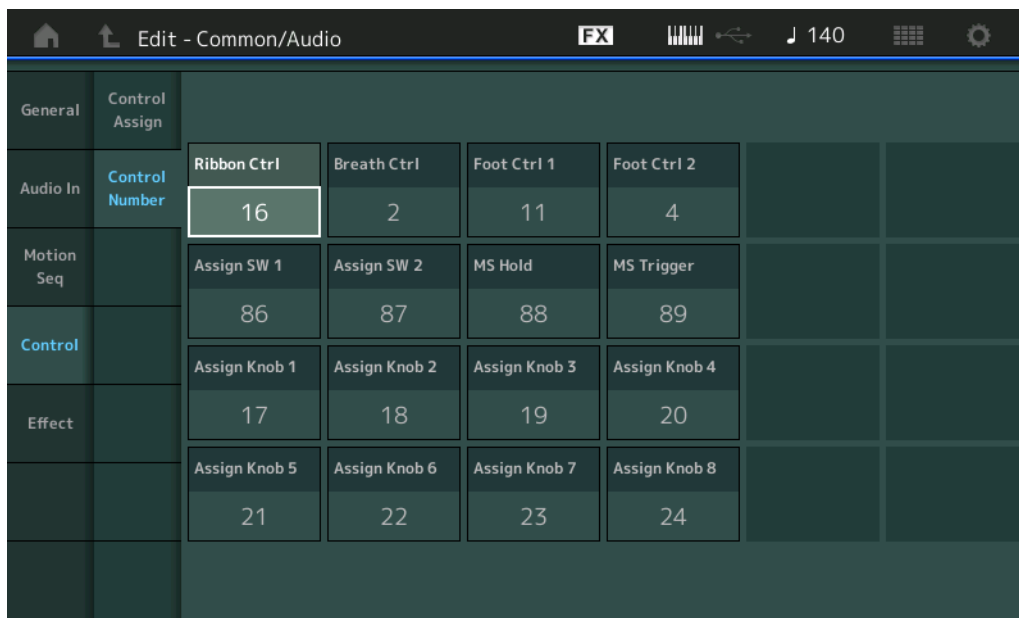 Edit - Common/Audio FX ♩ 140
General
Control
Assign
Audio In
Control
Number
Motion
Seq
Control
Effect
Ribbon Ctrl Breath Ctrl Foot Ctrl 1 Foot Ctrl 2
16 2 11 4
Assign SW 1 Assign SW 2 MS Hold MS Trigger
86 87 88 89
Assign Knob 1 Assign Knob 2 Assign Knob 3 Assign Knob 4
17 18 19 20
Assign Knob 5 Assign Knob 6 Assign Knob 7 Assign Knob 8
21 22 23 24